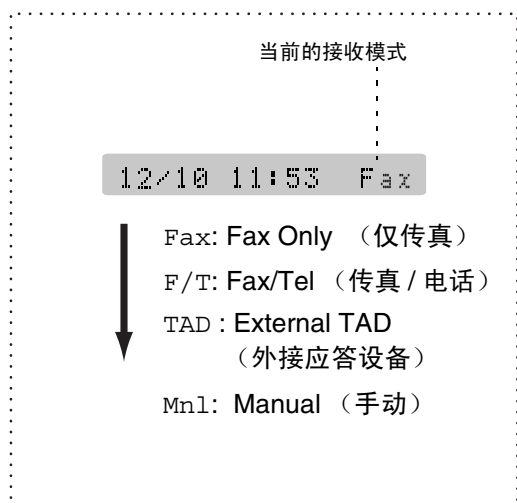 当前的接收模式
12/10 11:53 Fax
Fax: Fax Only （仅传真）
F/T: Fax/Tel （传真 / 电话）
TAD : External TAD
（外接应答设备）
Mnl: Manual （手动）